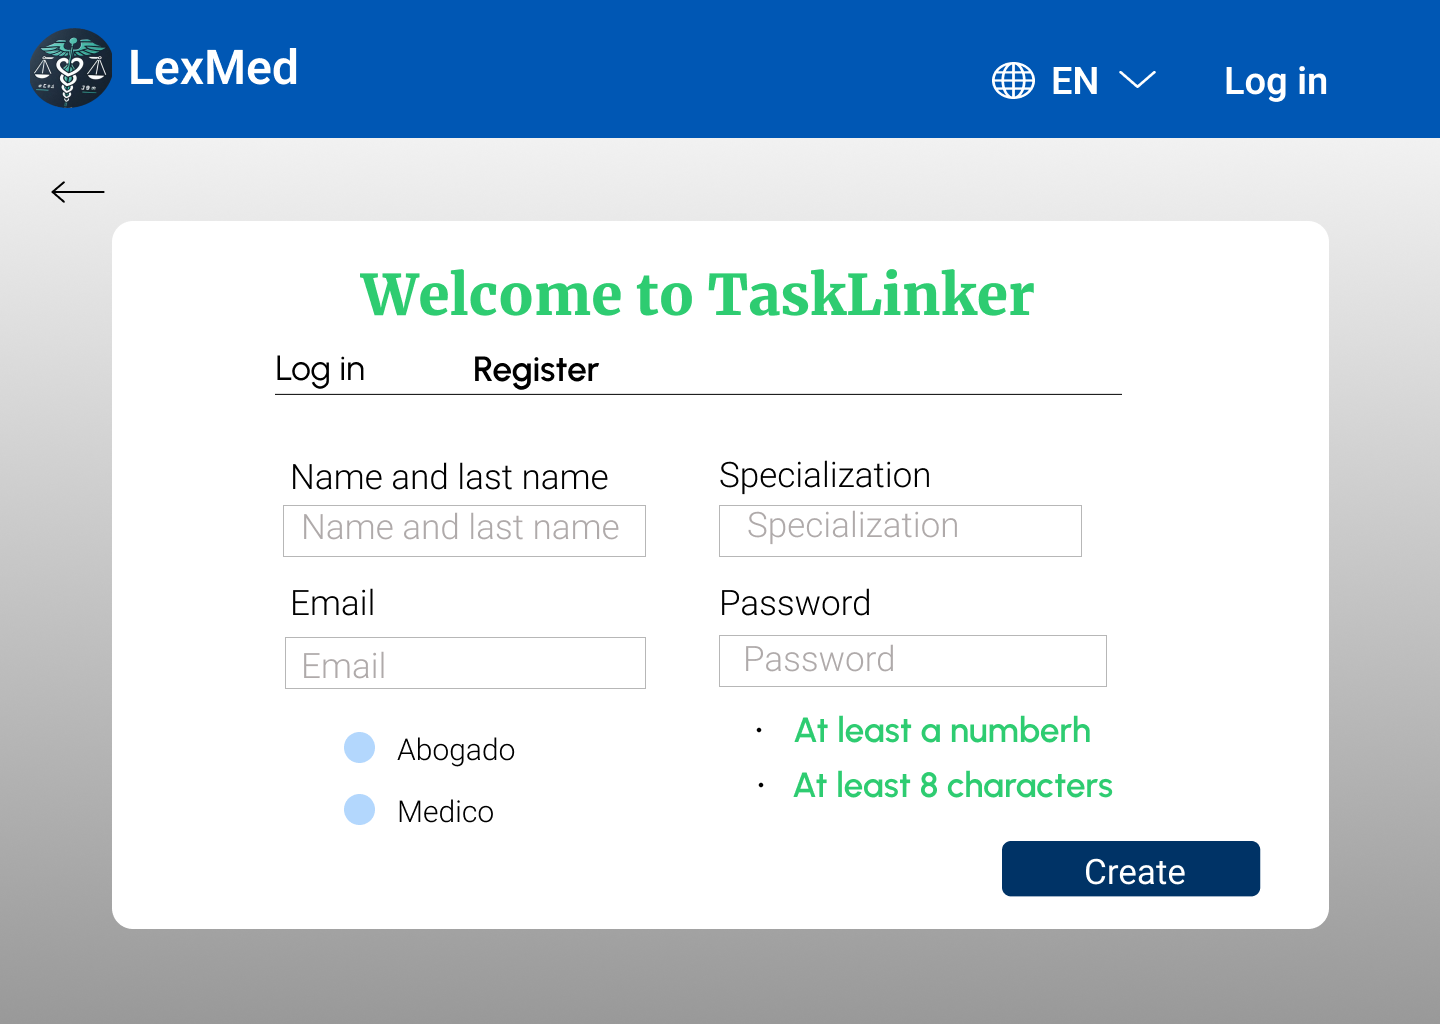 LexMed
EN
Log in
Welcome to TaskLinker
Log in
Register
Name and last name
Specialization
Name and last name
Specialization
Email
Password
Email
Password
Abogado
Medico
· At least a numberh
· At least 8 characters
Create